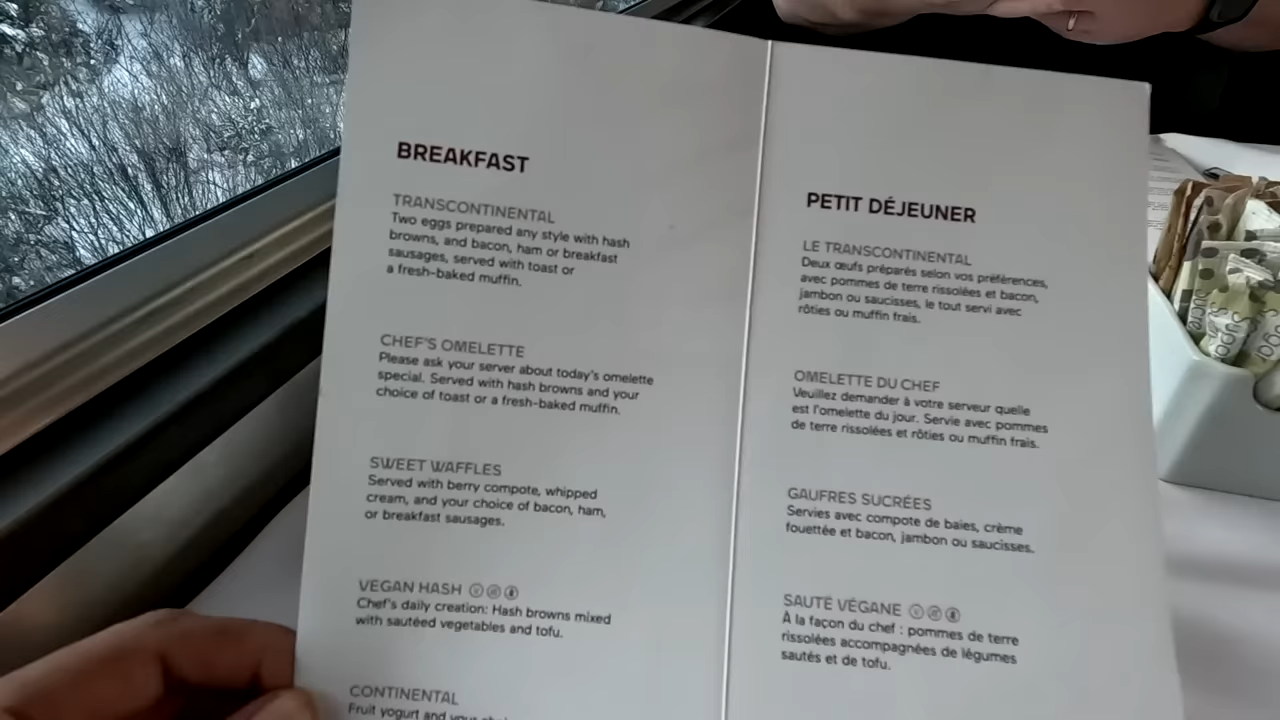 BREAKFAST
TRANSCONTINENTAL
Two eggs prepared any style with hash
browns, and bacon, ham or breakfast
sausages, served with toast or
a fresh-baked muffin.
CHEF'S OMELETTE
Please ask your server about today's omelette
special. Served with hash browns and your
choice of toast or a fresh-baked muffin.
SWEET WAFFLES
Served with berry compote, whipped
cream, and your choice of bacon, ham,
or breakfast sausages.
VEGAN HASH
Chef's daily creation: Hash browns mixed
with sautéed vegetables and tofu.
CONTINENTAL
Fruit yogurt and your
PETIT DÉJEUNER
LE TRANSCONTINENTAL
Deux œufs préparés selon vos préférences,
avec pommes de terre rissolées et bacon,
jambon ou saucisses, le tout servi avec
rôties ou muffin frais.
OMELETTE DU CHEF
Veuillez demander à votre serveur quelle
est l'omelette du jour. Servie avec pommes
de terre rissolées et rôties ou muffin frais.
GAUFRES SUCRÉES
Servies avec compote de baies, crème
fouettée et bacon, jambon ou saucisses.
SAUTÉ VÉGANE
À la façon du chef : pommes de terre
rissolées accompagnées de légumes
sautés et de tofu.